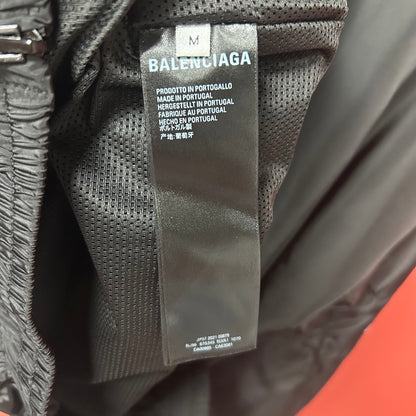 M
BALENCIAGA
PRODOTTO IN PORTOGALLO
MADE IN PORTUGAL
HERGESTELLT IN PORTUGAL
FABRIQUE AU PORTUGAL
HECHO EN PORTUGAL
ポルトガル製
产地:葡萄牙